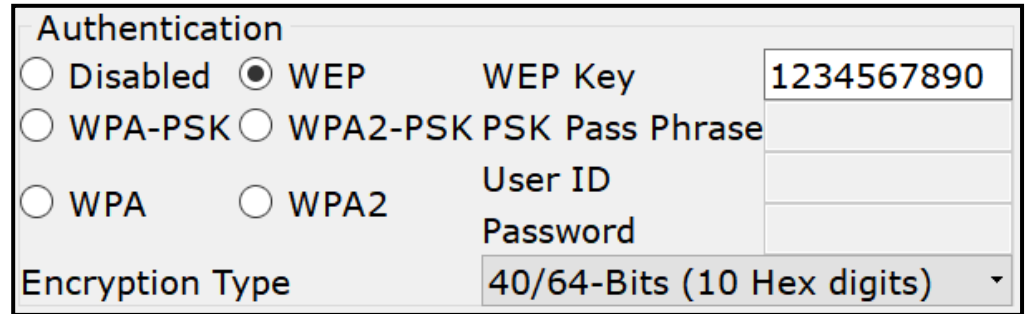 Authentication
Disabled WEP WEP Key 1234567890
WPA-PSK WPA2-PSK PSK Pass Phrase
User ID
WPA WPA2
Password
Encryption Type 40/64-Bits (10 Hex digits)